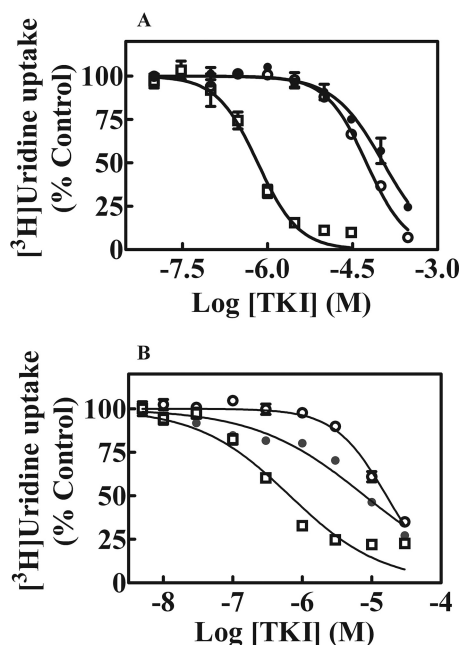 A
[³H]Uridine uptake
(% Control)
100
75
50
25
0
-7.5 -6.0 -4.5 -3.0
Log [TKI] (M)
B
[³H]Uridine uptake
(% Control)
100
75
50
25
0
-8 -7 -6 -5 -4
Log [TKI] (M)